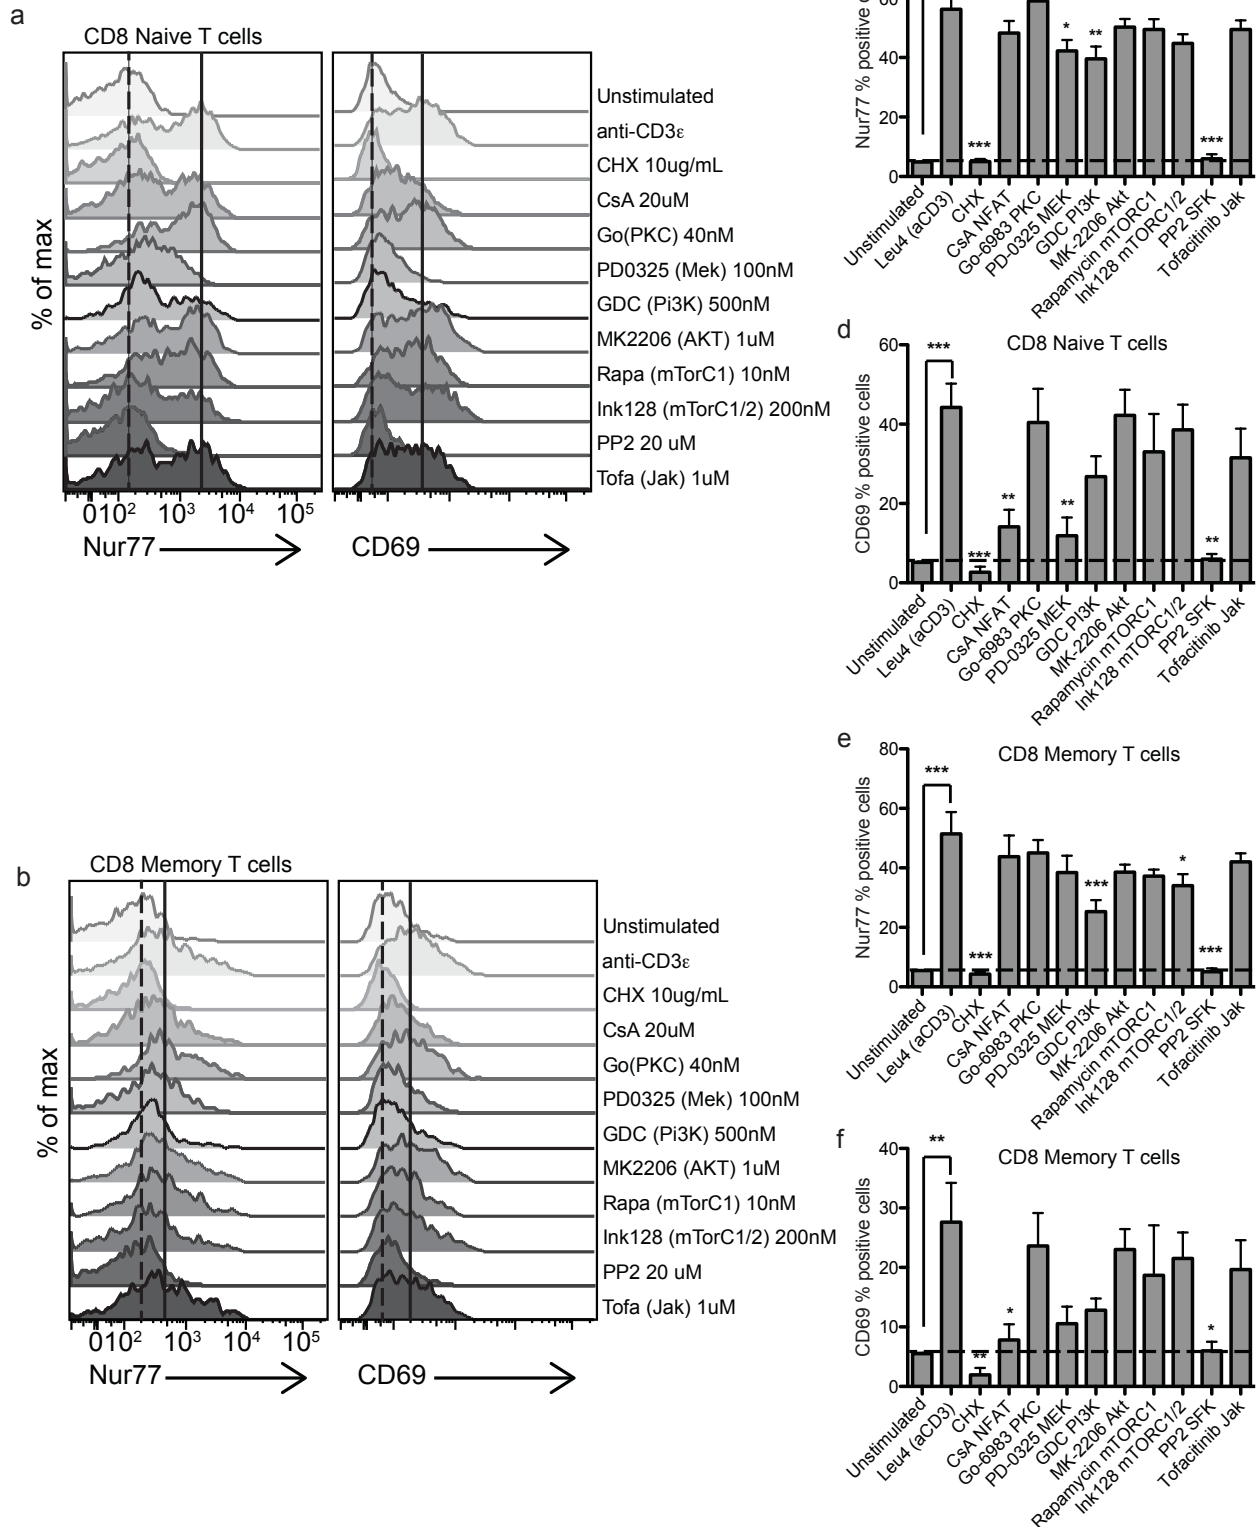 a
CD8 Naive T cells
Unstimulated
anti-CD3ε
CHX 10ug/mL
CsA 20uM
Go(PKC) 40nM
PD0325 (Mek) 100nM
GDC (Pi3K) 500nM
MK2206 (AKT) 1uM
Rapa (mTorC1) 10nM
Ink128 (mTorC1/2) 200nM
PP2 20 uM
Tofa (Jak) 1uM
% of max
010² 10³ 10⁴ 10⁵
Nur77
CD69
b
CD8 Memory T cells
Unstimulated
anti-CD3ε
CHX 10ug/mL
CsA 20uM
Go(PKC) 40nM
PD0325 (Mek) 100nM
GDC (Pi3K) 500nM
MK2206 (AKT) 1uM
Rapa (mTorC1) 10nM
Ink128 (mTorC1/2) 200nM
PP2 20 uM
Tofa (Jak) 1uM
% of max
010² 10³ 10⁴ 10⁵
Nur77
CD69
Nur77 % positive
40
20
0
*
**
***
***
Unstimulated
Leu4 (aCD3)
CHX
CsA NFAT
Go-6983 PKC
PD-0325 MEK
GDC PI3K
MK-2206 Akt
Rapamycin mTORC1
Ink128 mTORC1/2
PP2 SFK
Tofacitinib Jak
d
CD8 Naive T cells
CD69 % positive cells
60
40
20
0
***
***
**
**
**
Unstimulated
Leu4 (aCD3)
CHX
CsA NFAT
Go-6983 PKC
PD-0325 MEK
GDC PI3K
MK-2206 Akt
Rapamycin mTORC1
Ink128 mTORC1/2
PP2 SFK
Tofacitinib Jak
e
CD8 Memory T cells
Nur77 % positive cells
80
60
40
20
0
***
***
***
*
***
Unstimulated
Leu4 (aCD3)
CHX
CsA NFAT
Go-6983 PKC
PD-0325 MEK
GDC PI3K
MK-2206 Akt
Rapamycin mTORC1
Ink128 mTORC1/2
PP2 SFK
Tofacitinib Jak
f
CD8 Memory T cells
CD69 % positive cells
40
30
20
10
0
**
**
*
*
Unstimulated
Leu4 (aCD3)
CHX
CsA NFAT
Go-6983 PKC
PD-0325 MEK
GDC PI3K
MK-2206 Akt
Rapamycin mTORC1
Ink128 mTORC1/2
PP2 SFK
Tofacitinib Jak